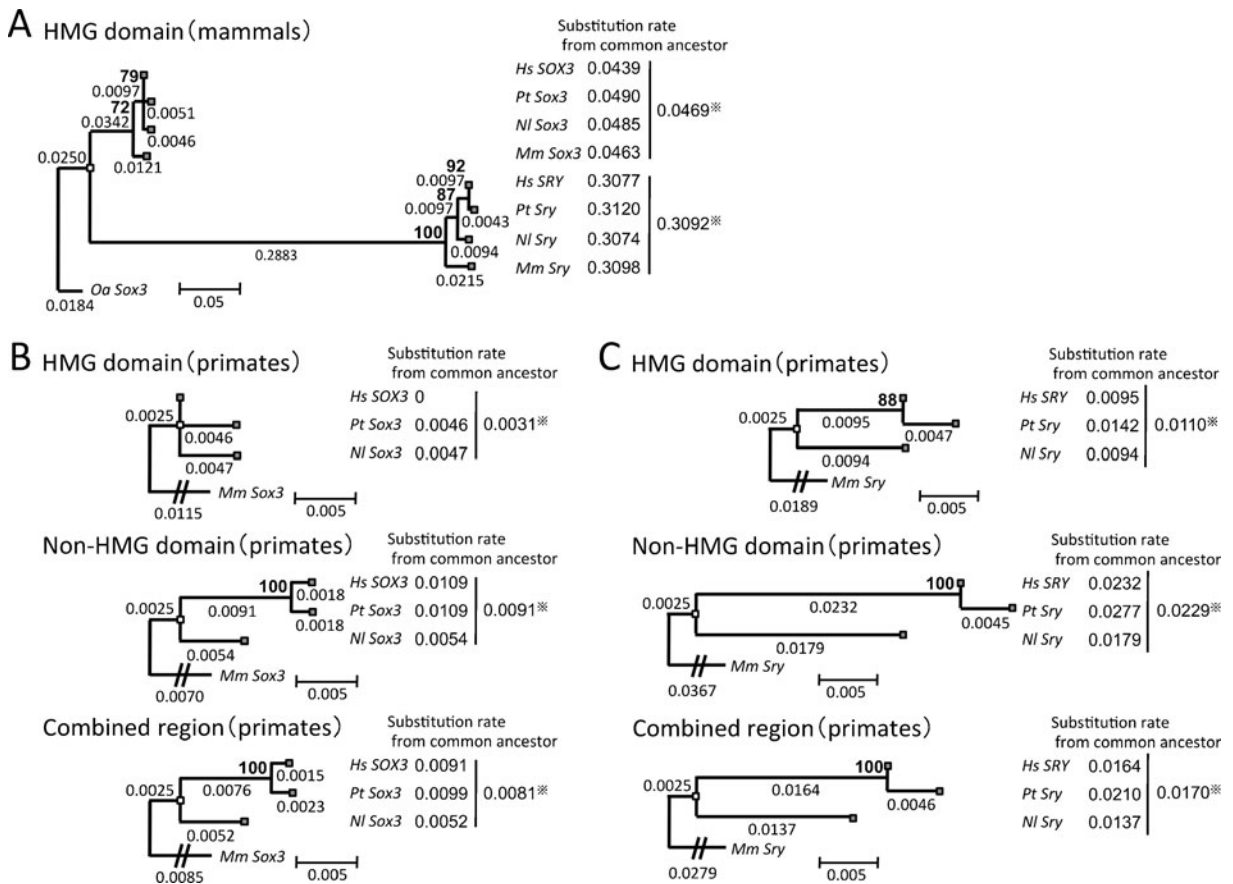 A HMG domain (mammals)
Substitution rate
from common ancestor
Hs SOX3 0.0439
Pt Sox3 0.0490
Nl Sox3 0.0485
Mm Sox3 0.0463
0.0469※
Hs SRY 0.3077
Pt Sry 0.3120
Nl Sry 0.3074
Mm Sry 0.3098
0.3092※
79
0.0097
72
0.0051
0.0342
0.0046
0.0250
0.0121
92
0.0097
87
0.0097
0.0043
100
0.0094
0.2883
0.0215
Oa Sox3
0.0184
0.05
B HMG domain (primates)
Substitution rate
from common ancestor
Hs SOX3 0
Pt Sox3 0.0046 0.0031※
Nl Sox3 0.0047
0.0025
0.0046
0.0047
Mm Sox3
0.0115
0.005
Non-HMG domain (primates)
Substitution rate
from common ancestor
Hs SOX3 0.0109
Pt Sox3 0.0109 0.0091※
Nl Sox3 0.0054
100
0.0018
0.0025
0.0091
0.0018
0.0054
Mm Sox3
0.0070
0.005
Combined region (primates)
Substitution rate
from common ancestor
Hs SOX3 0.0091
Pt Sox3 0.0099 0.0081※
Nl Sox3 0.0052
100
0.0015
0.0025
0.0076
0.0023
0.0052
Mm Sox3
0.0085
0.005
C HMG domain (primates)
Substitution rate
from common ancestor
Hs SRY 0.0095
Pt Sry 0.0142 0.0110※
Nl Sry 0.0094
88
0.0025
0.0095
0.0047
0.0094
Mm Sry
0.0189
0.005
Non-HMG domain (primates)
Substitution rate
from common ancestor
Hs SRY 0.0232
Pt Sry 0.0277 0.0229※
Nl Sry 0.0179
100
0.0025
0.0232
0.0045
0.0179
Mm Sry
0.0367
0.005
Combined region (primates)
Substitution rate
from common ancestor
Hs SRY 0.0164
Pt Sry 0.0210 0.0170※
Nl Sry 0.0137
100
0.0025
0.0164
0.0046
0.0137
Mm Sry
0.0279
0.005